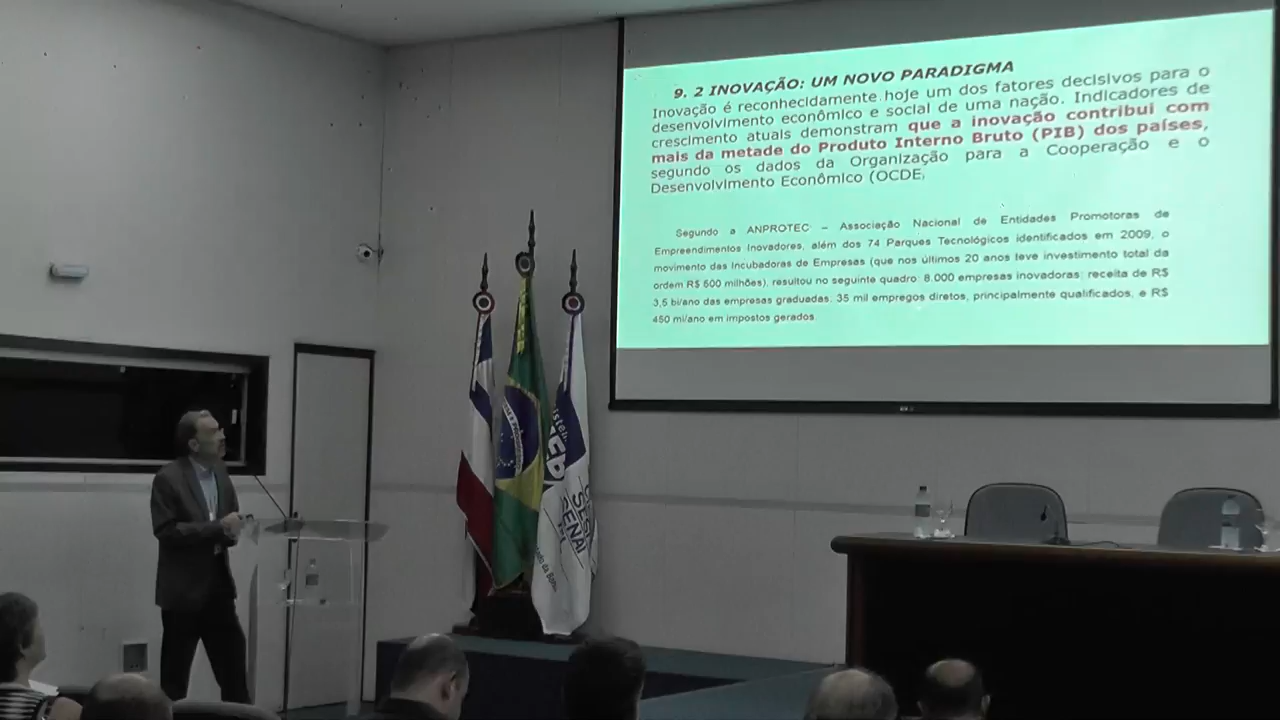 9. 2 INOVAÇÃO: UM NOVO PARADIGMA
Inovação é reconhecidamente hoje um dos fatores decisivos para o
desenvolvimento econômico e social de uma nação. Indicadores de
crescimento atuais demonstram que a inovação contribui com
mais da metade do Produto Interno Bruto (PIB) dos países,
segundo os dados da Organização para a Cooperação e o
Desenvolvimento Econômico (OCDE.
Segundo a ANPROTEC – Associação Nacional de Entidades Promotoras de
Empreendimentos Inovadores, além dos 74 Parques Tecnológicos identificados em 2009, o
movimento das Incubadoras de Empresas (que nos últimos 20 anos teve investimento total da
ordem R$ 500 milhões), resultou no seguinte quadro: 8.000 empresas inovadoras; receita de R$
3,5 bi/ano das empresas graduadas; 35 mil empregos diretos, principalmente qualificados, e R$
450 mi/ano em impostos gerados.
SESI
SENAI
IEL